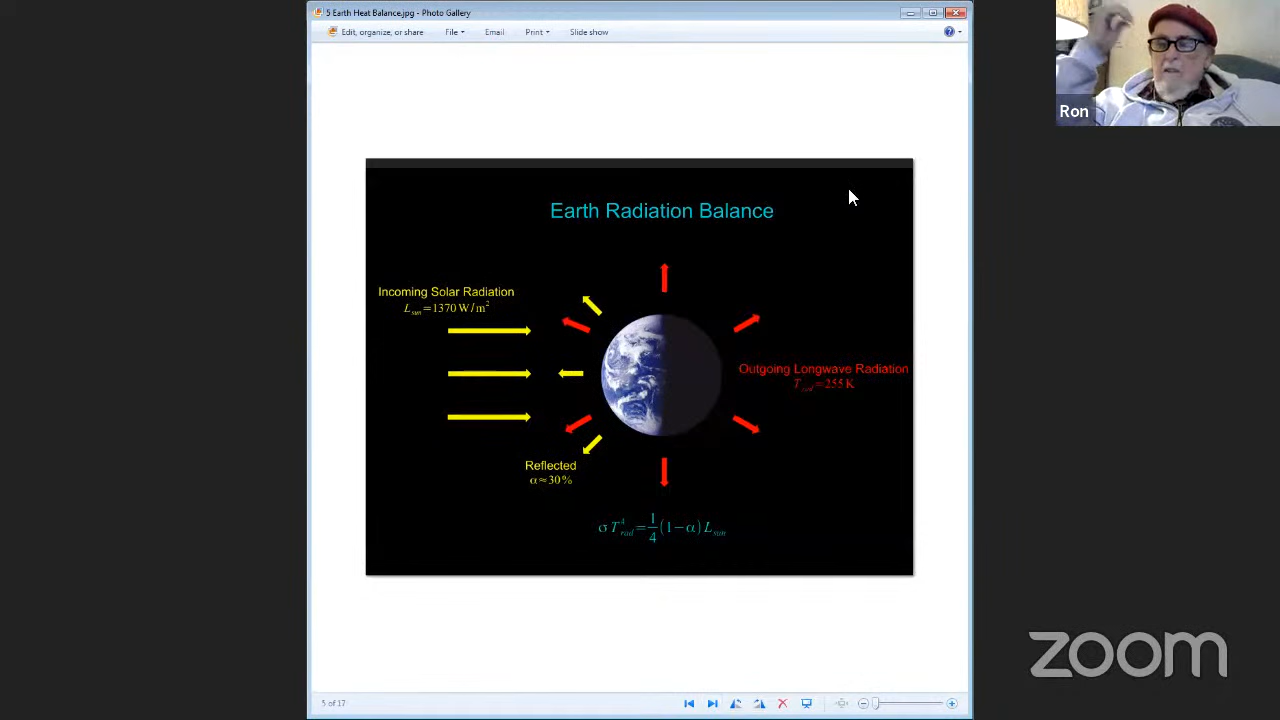 5 Earth Heat Balance.jpg - Photo Gallery
Edit, organize, or share File Email Print Slide show
Ron
Earth Radiation Balance
Incoming Solar Radiation
L_sun = 1370 W/m²
Outgoing Longwave Radiation
T_rad = 255 K
Reflected
α ≈ 30%
σ T⁴_rad = 1/4 (1 − α) L_sun
zoom
5 of 17